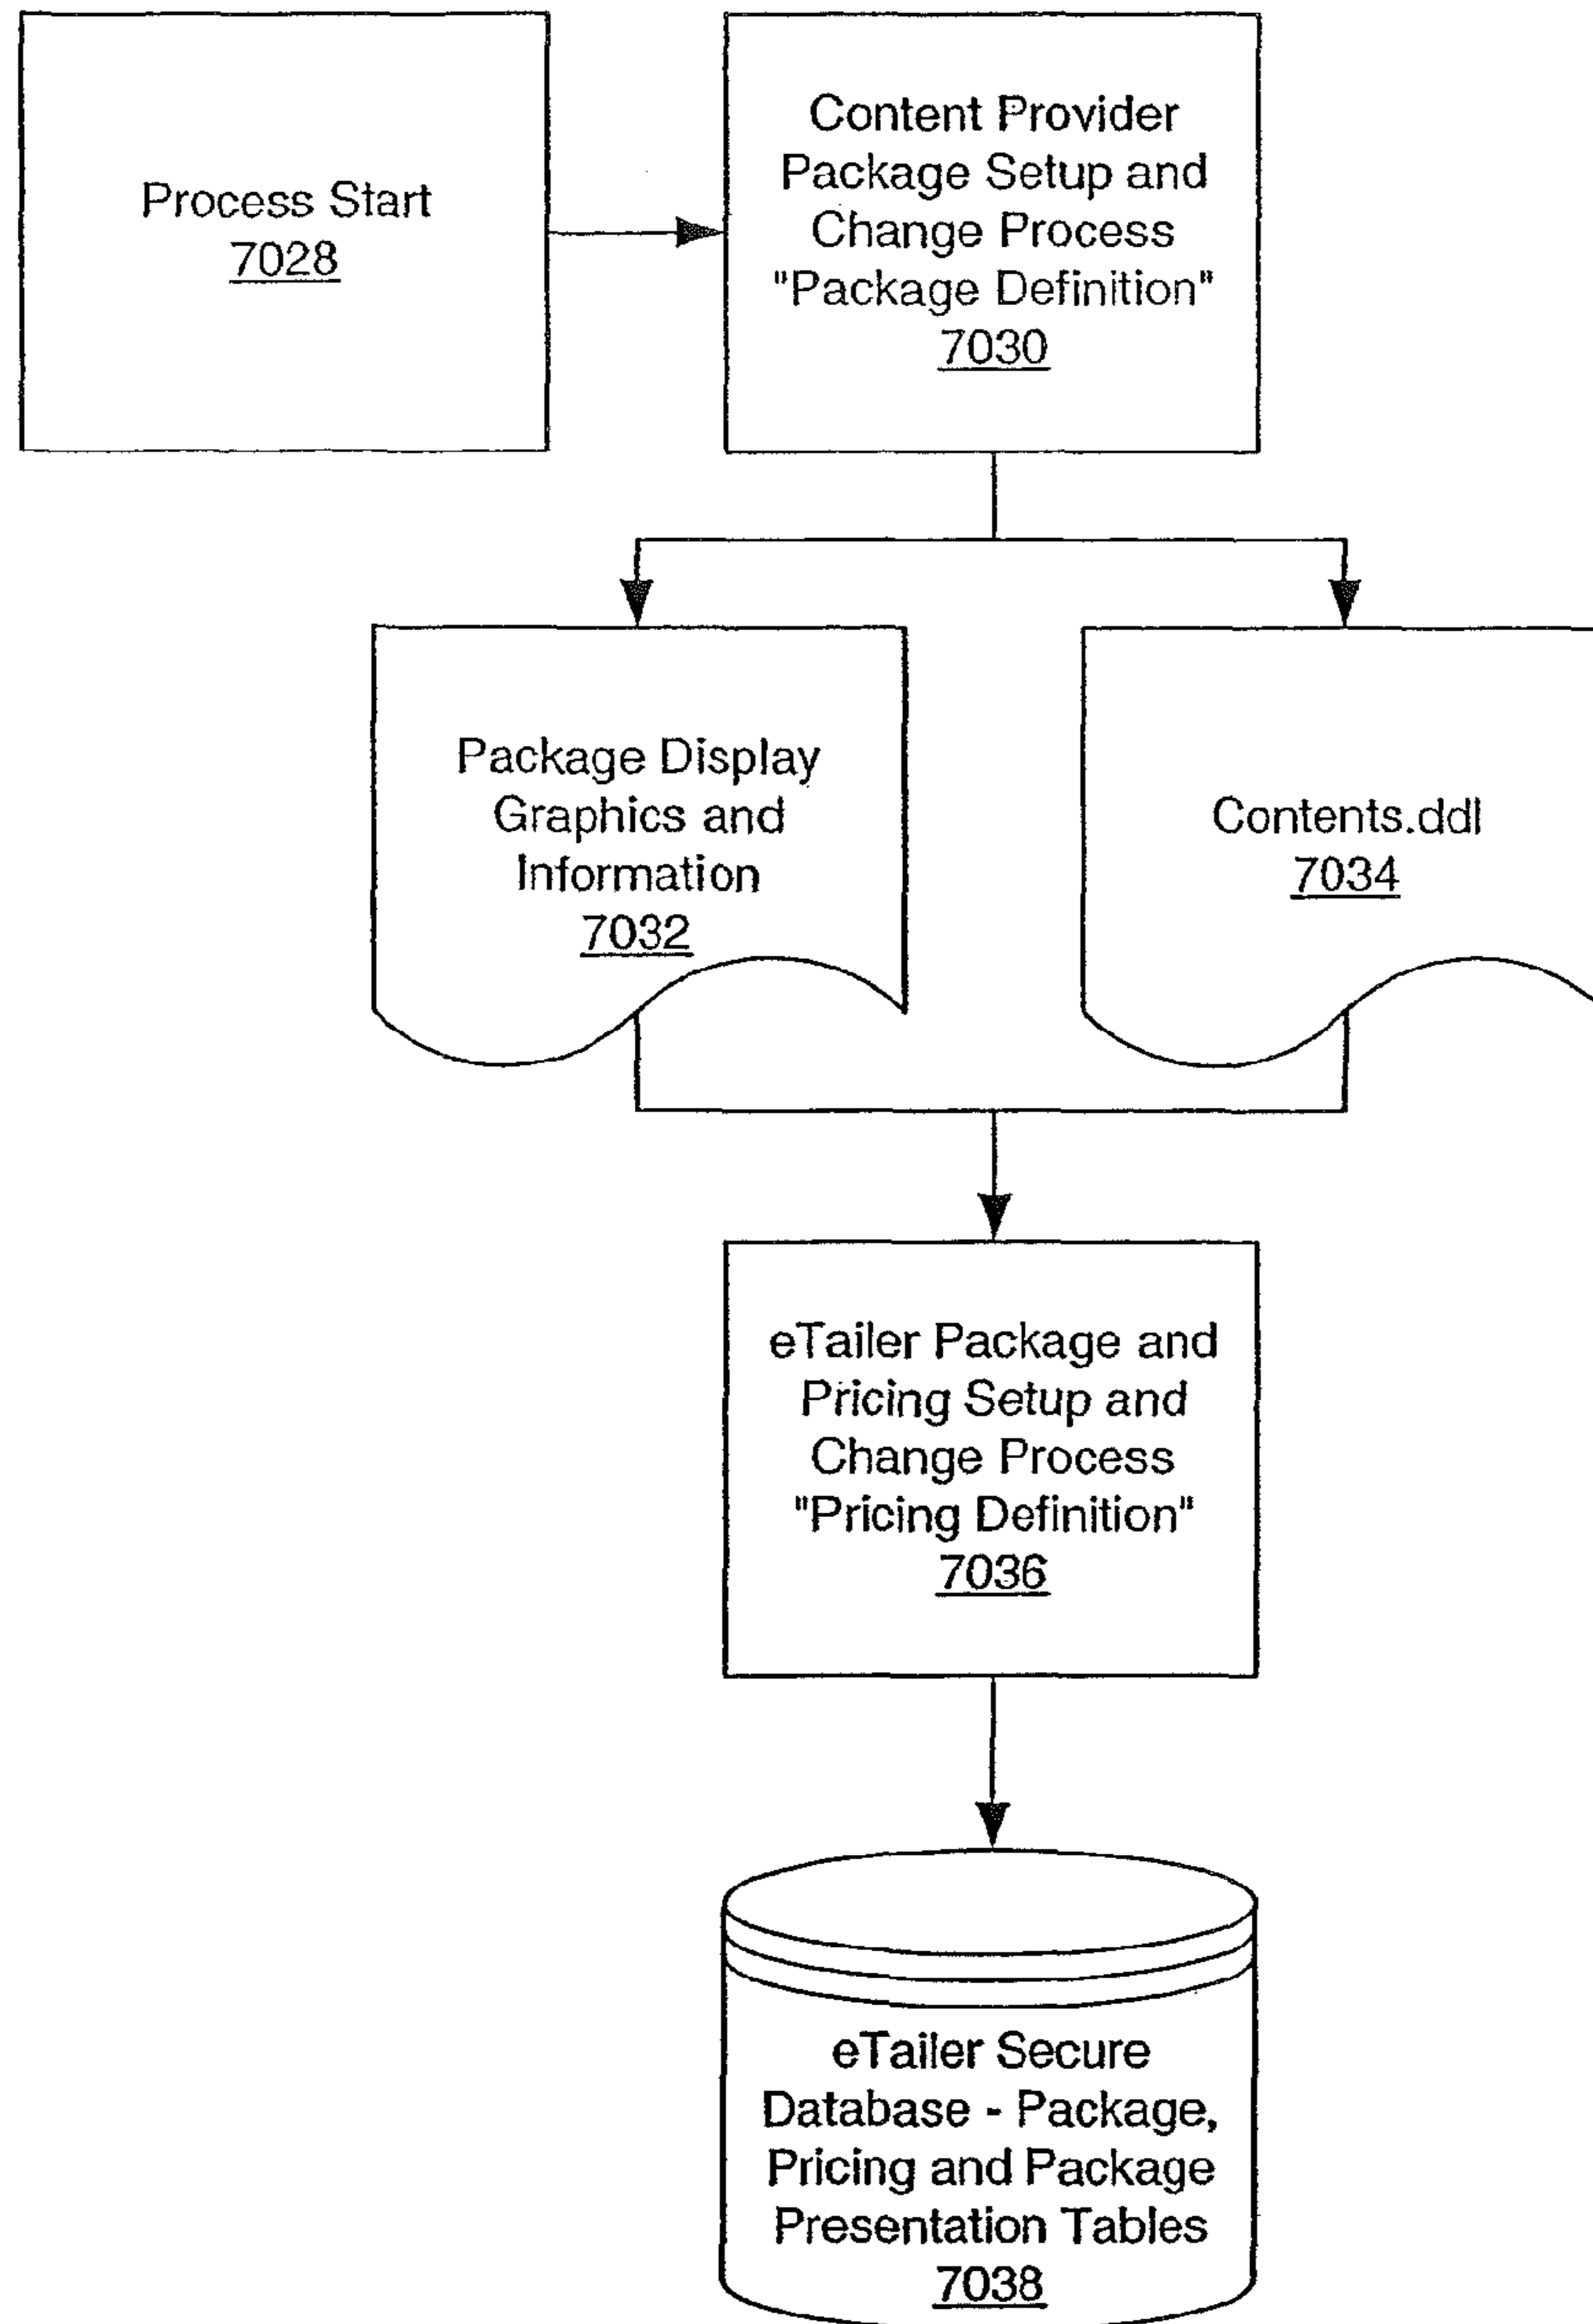 Process Start
7028
Content Provider
Package Setup and
Change Process
"Package Definition"
7030
Package Display
Graphics and
Information
7032
Contents.ddl
7034
eTailer Package and
Pricing Setup and
Change Process
"Pricing Definition"
7036
eTailer Secure
Database - Package,
Pricing and Package
Presentation Tables
7038